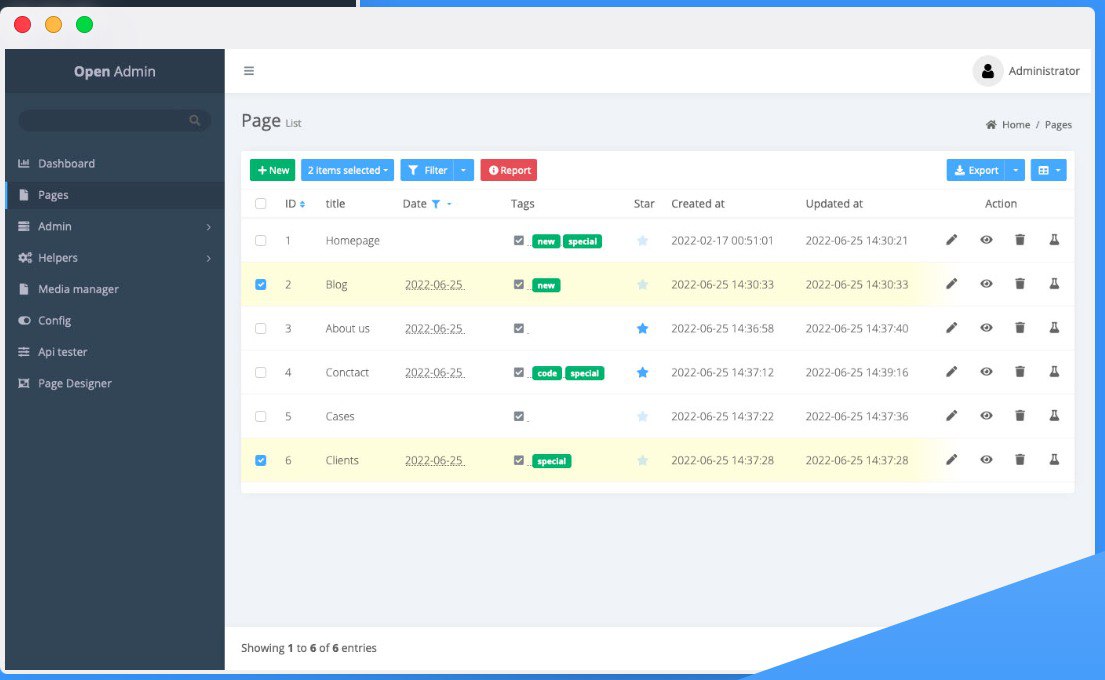 Open Admin
Administrator
Page List
Home / Pages
Dashboard
Pages
Admin
Helpers
Media manager
Config
Api tester
Page Designer
+ New 2 items selected Filter Report Export
ID title Date Tags Star Created at Updated at Action
1 Homepage new special 2022-02-17 00:51:01 2022-06-25 14:30:21
2 Blog 2022-06-25 new 2022-06-25 14:30:33 2022-06-25 14:30:33
3 About us 2022-06-25 2022-06-25 14:36:58 2022-06-25 14:37:40
4 Conctact 2022-06-25 code special 2022-06-25 14:37:12 2022-06-25 14:39:16
5 Cases 2022-06-25 14:37:22 2022-06-25 14:37:36
6 Clients 2022-06-25 special 2022-06-25 14:37:28 2022-06-25 14:37:28
Showing 1 to 6 of 6 entries